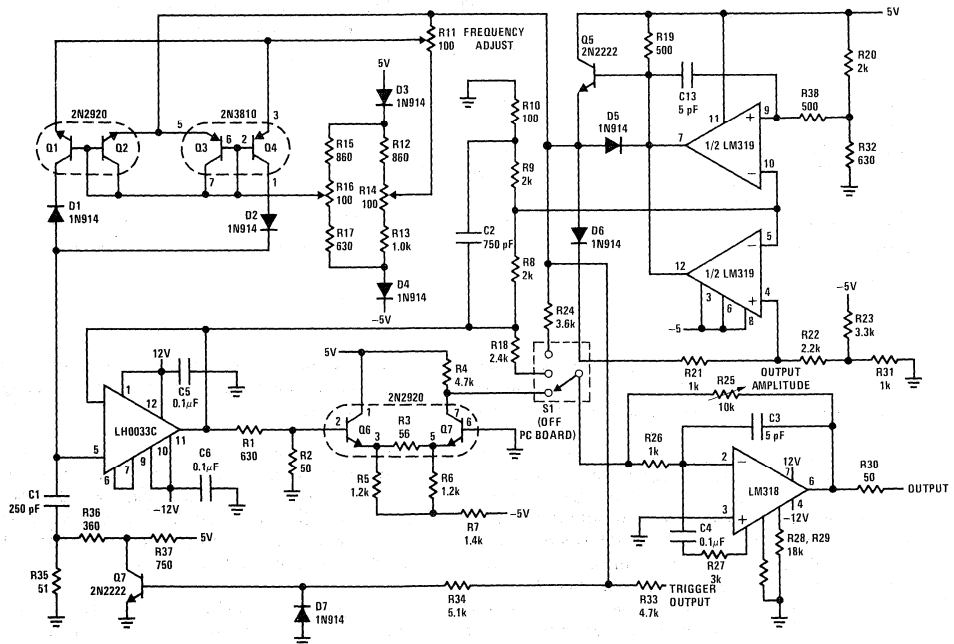 5V
R11
100
FREQUENCY
ADJUST
Q5
2N2222
R19
500
R20
2k
C13
5 pF
R38
500
R32
630
9
+
11
7
1/2 LM319
10
−
D5
1N914
5V
D3
1N914
R10
100
2N2920
2N3810
3
5
Q1
Q2
Q3
6
2
Q4
7
1
R15
860
R12
860
R16
100
R14
100
R17
630
R13
1.0k
R9
2k
D1
1N914
D2
1N914
C2
750 pF
D6
1N914
R8
2k
D4
1N914
−5V
5
−
12
1/2 LM319
4
+
3
6
8
−5
−5V
R23
3.3k
R24
3.6k
R22
2.2k
R31
1k
R21
1k
OUTPUT
AMPLITUDE
R18
2.4k
S1
(OFF
PC BOARD)
12V
1
C5
0.1μF
12
LH0033C
11
5
10
9
6
7
C6
0.1μF
−12V
R1
630
R2
50
5V
R4
4.7k
2N2920
1
2
Q6
3
R3
56
5
7
Q7
6
R5
1.2k
R6
1.2k
R7
1.4k
−5V
R25
10k
C3
5 pF
R26
1k
2
−
12V
7
LM318
6
3
+
4
−12V
R30
50
OUTPUT
C4
0.1μF
R27
3k
R28, R29
18k
C1
250 pF
R36
360
R37
750
5V
R35
51
Q7
2N2222
D7
1N914
R34
5.1k
R33
4.7k
TRIGGER
OUTPUT